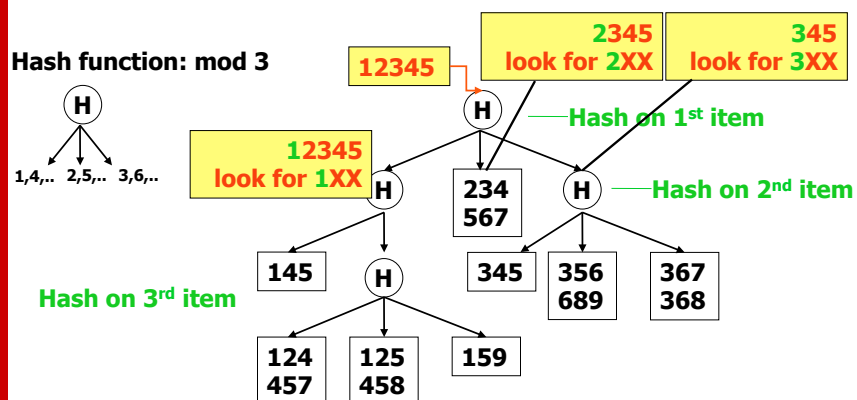 2345
look for 2XX
345
look for 3XX
Hash function: mod 3
12345
H
H
Hash on 1st item
1,4,.. 2,5,.. 3,6,..
12345
look for 1XX
H
234
567
H
Hash on 2nd item
145
H
345
356
689
367
368
Hash on 3rd item
124
457
125
458
159